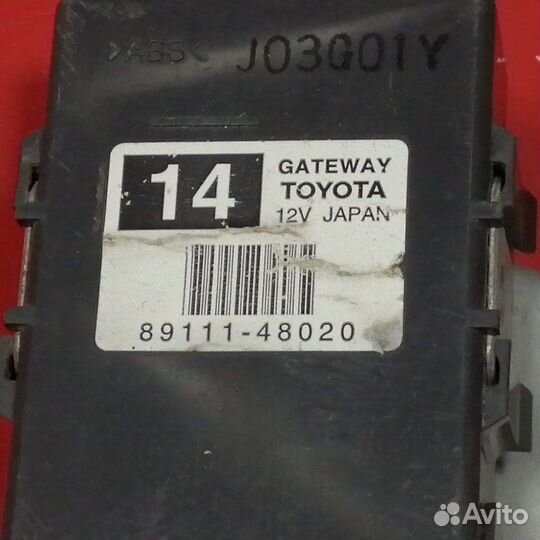 >ABS< J03G01Y
14
GATEWAY
TOYOTA
12V JAPAN
89111-48020
Avito